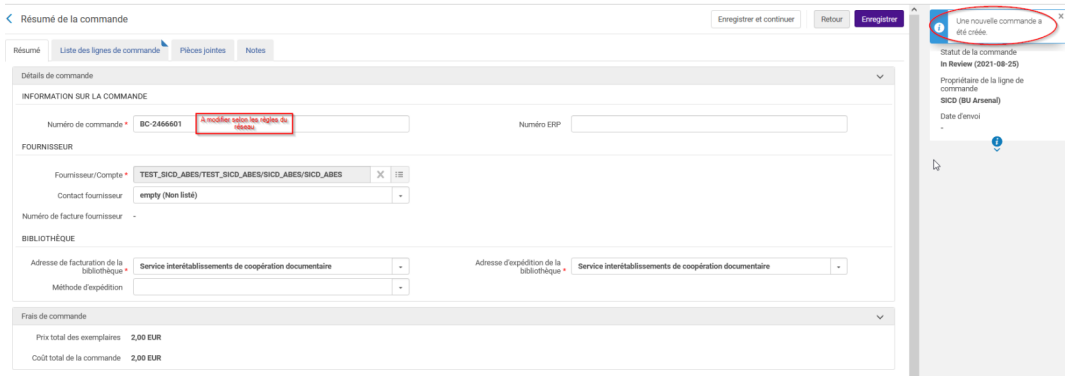 Résumé de la commande
Enregistrer et continuer
Retour
Enregistrer
Une nouvelle commande a
été créée.
Résumé
Liste des lignes de commande
Pièces jointes
Notes
Statut de la commande
In Review (2021-08-25)
Propriétaire de la ligne de
commande
SICD (BU Arsenal)
Date d'envoi
-
Détails de commande
INFORMATION SUR LA COMMANDE
Numéro de commande * BC-2466601
A modifier selon les règles du
réseau
Numéro ERP
FOURNISSEUR
Fournisseur/Compte * TEST_SICD_ABES/TEST_SICD_ABES/SICD_ABES/SICD_ABES
Contact fournisseur empty (Non listé)
Numéro de facture fournisseur -
BIBLIOTHÈQUE
Adresse de facturation de la
bibliothèque * Service interétablissements de coopération documentaire
Adresse d'expédition de la
bibliothèque * Service interétablissements de coopération documentaire
Méthode d'expédition
Frais de commande
Prix total des exemplaires 2,00 EUR
Coût total de la commande 2,00 EUR